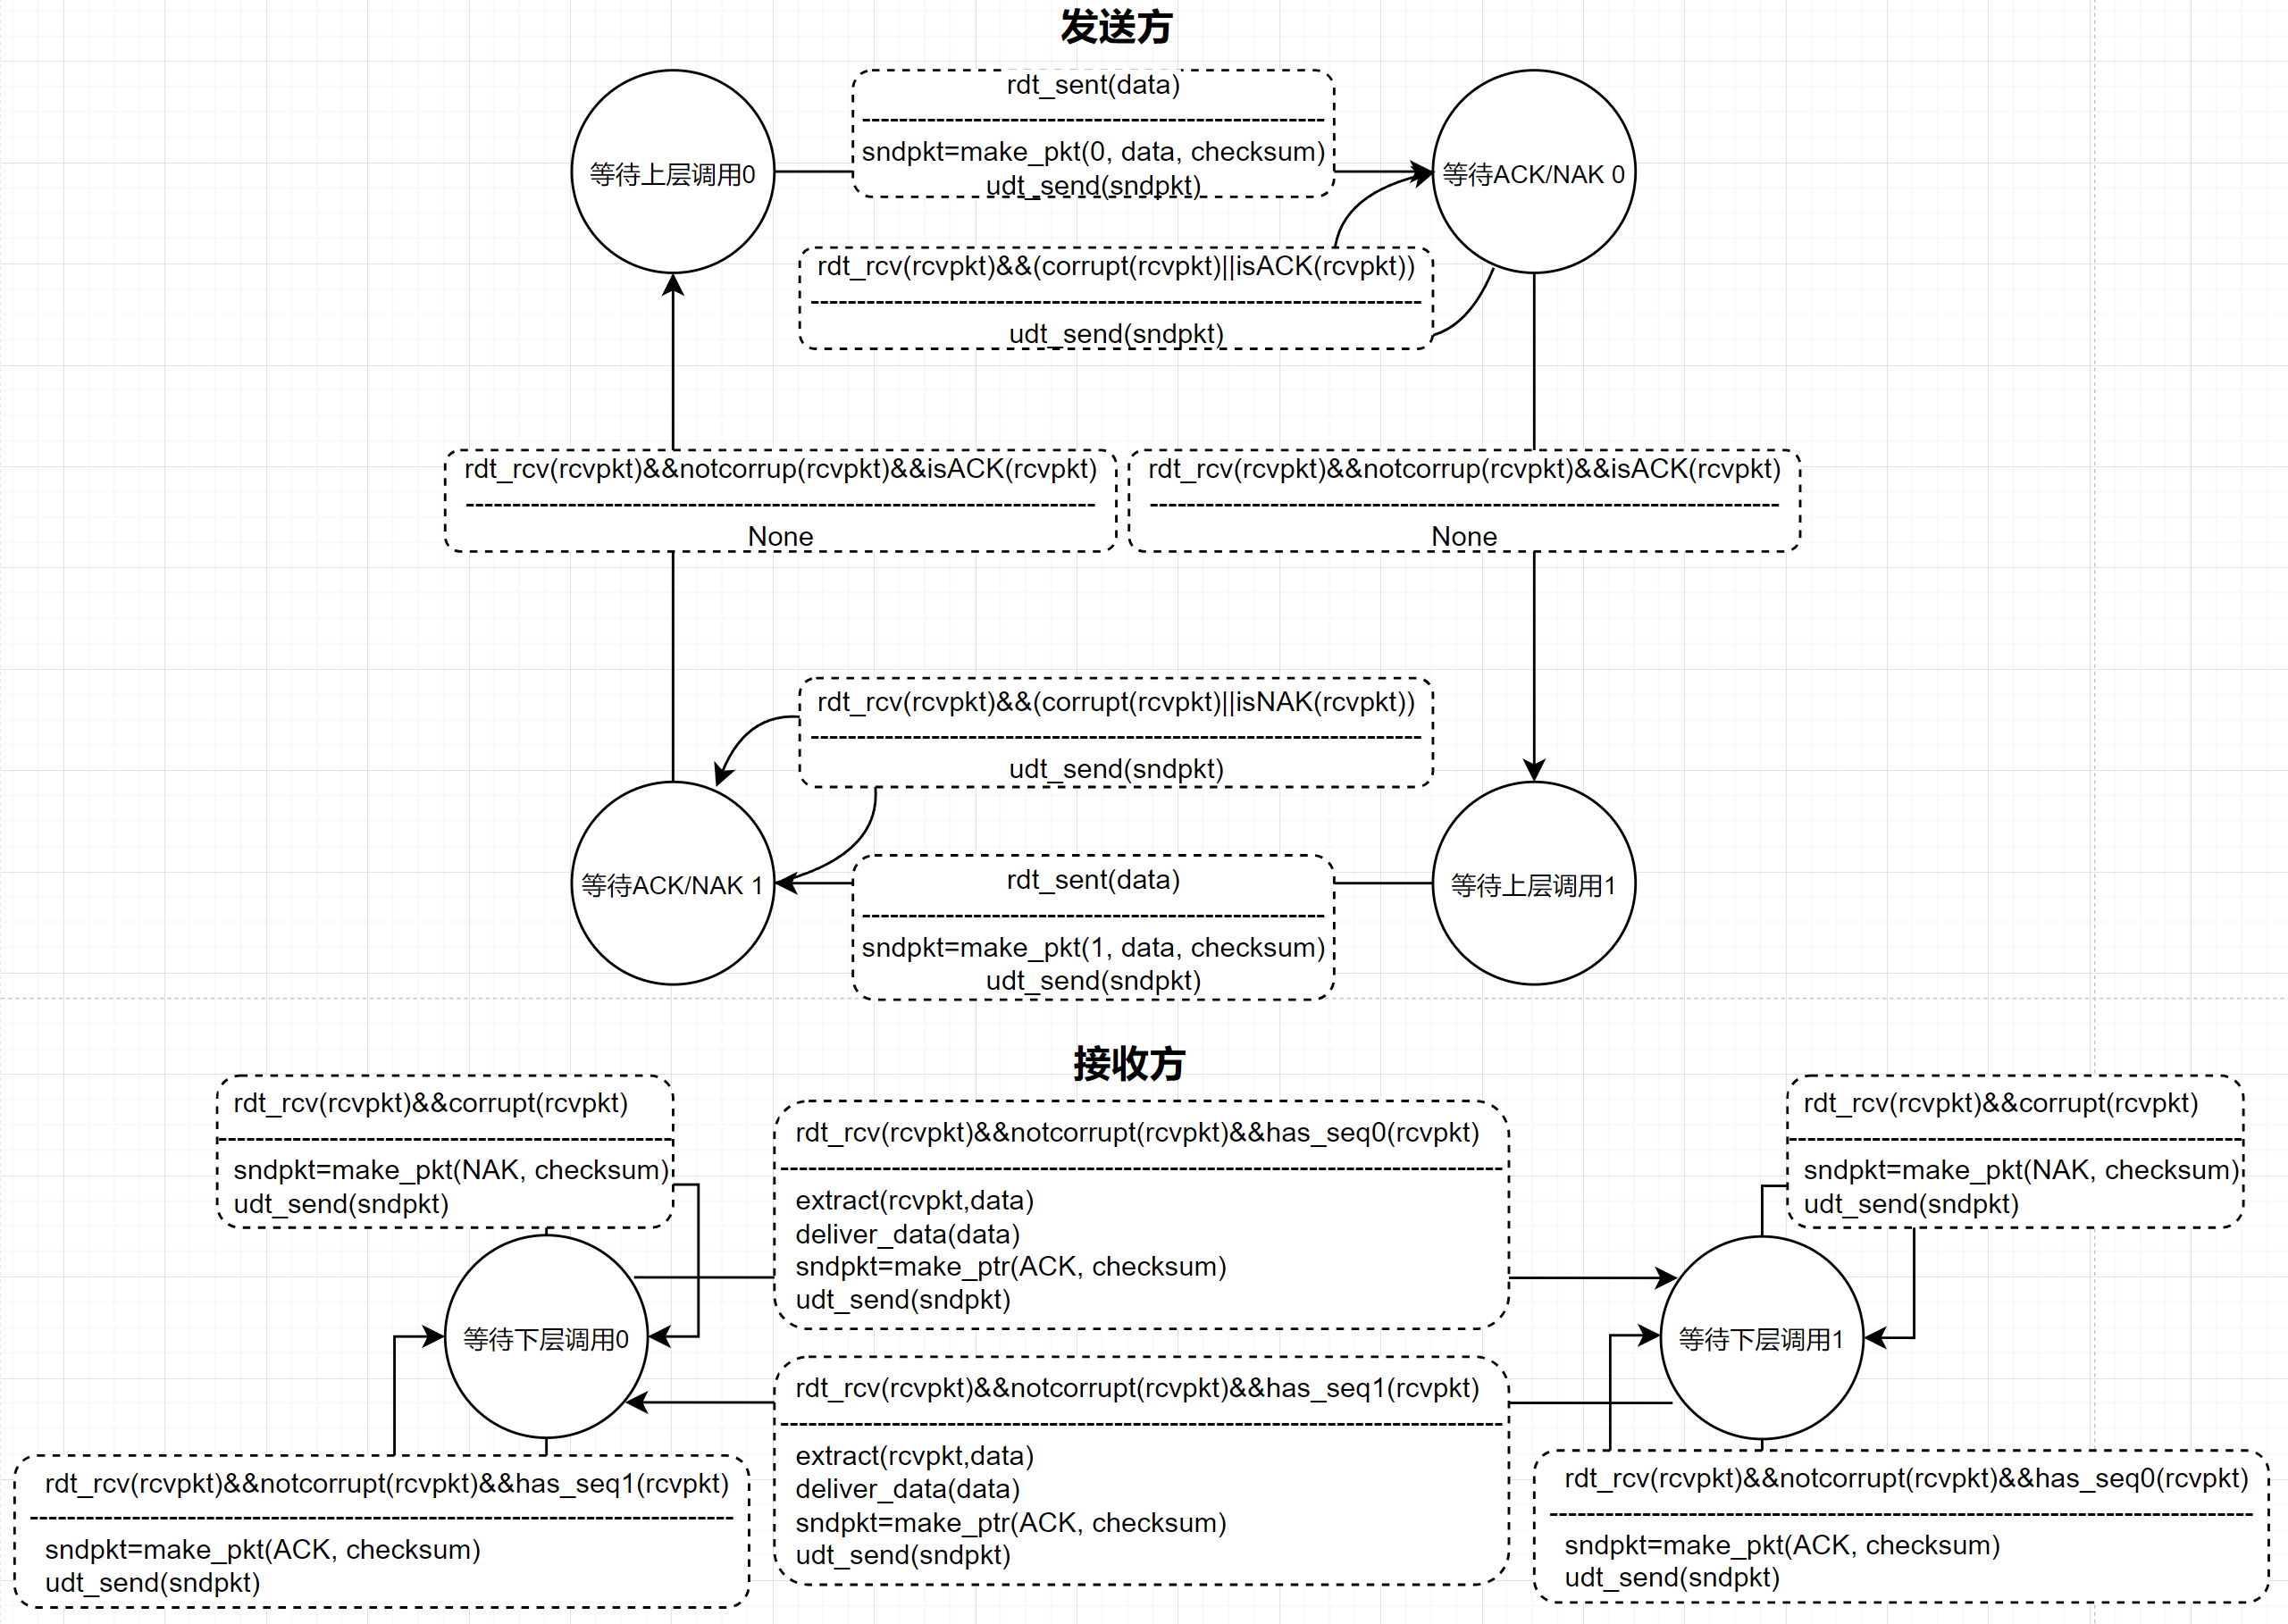 发送方
rdt_sent(data)
--------------------------------------------------
sndpkt=make_pkt(0, data, checksum)
udt_send(sndpkt)
等待上层调用0
等待ACK/NAK 0
rdt_rcv(rcvpkt)&&(corrupt(rcvpkt)||isACK(rcvpkt))
------------------------------------------------------------------
udt_send(sndpkt)
rdt_rcv(rcvpkt)&&notcorrup(rcvpkt)&&isACK(rcvpkt)
--------------------------------------------------------------------
None
rdt_rcv(rcvpkt)&&notcorrup(rcvpkt)&&isACK(rcvpkt)
--------------------------------------------------------------------
None
rdt_rcv(rcvpkt)&&(corrupt(rcvpkt)||isNAK(rcvpkt))
------------------------------------------------------------------
udt_send(sndpkt)
等待ACK/NAK 1
等待上层调用1
rdt_sent(data)
--------------------------------------------------
sndpkt=make_pkt(1, data, checksum)
udt_send(sndpkt)
接收方
rdt_rcv(rcvpkt)&&corrupt(rcvpkt)
-------------------------------------------------
sndpkt=make_pkt(NAK, checksum)
udt_send(sndpkt)
rdt_rcv(rcvpkt)&&notcorrupt(rcvpkt)&&has_seq0(rcvpkt)
------------------------------------------------------------------------------
extract(rcvpkt,data)
deliver_data(data)
sndpkt=make_ptr(ACK, checksum)
udt_send(sndpkt)
rdt_rcv(rcvpkt)&&corrupt(rcvpkt)
-------------------------------------------------
sndpkt=make_pkt(NAK, checksum)
udt_send(sndpkt)
等待下层调用0
等待下层调用1
rdt_rcv(rcvpkt)&&notcorrupt(rcvpkt)&&has_seq1(rcvpkt)
------------------------------------------------------------------------------
extract(rcvpkt,data)
deliver_data(data)
sndpkt=make_ptr(ACK, checksum)
udt_send(sndpkt)
rdt_rcv(rcvpkt)&&notcorrupt(rcvpkt)&&has_seq1(rcvpkt)
----------------------------------------------------------------------------
sndpkt=make_pkt(ACK, checksum)
udt_send(sndpkt)
rdt_rcv(rcvpkt)&&notcorrupt(rcvpkt)&&has_seq0(rcvpkt)
----------------------------------------------------------------------------
sndpkt=make_pkt(ACK, checksum)
udt_send(sndpkt)